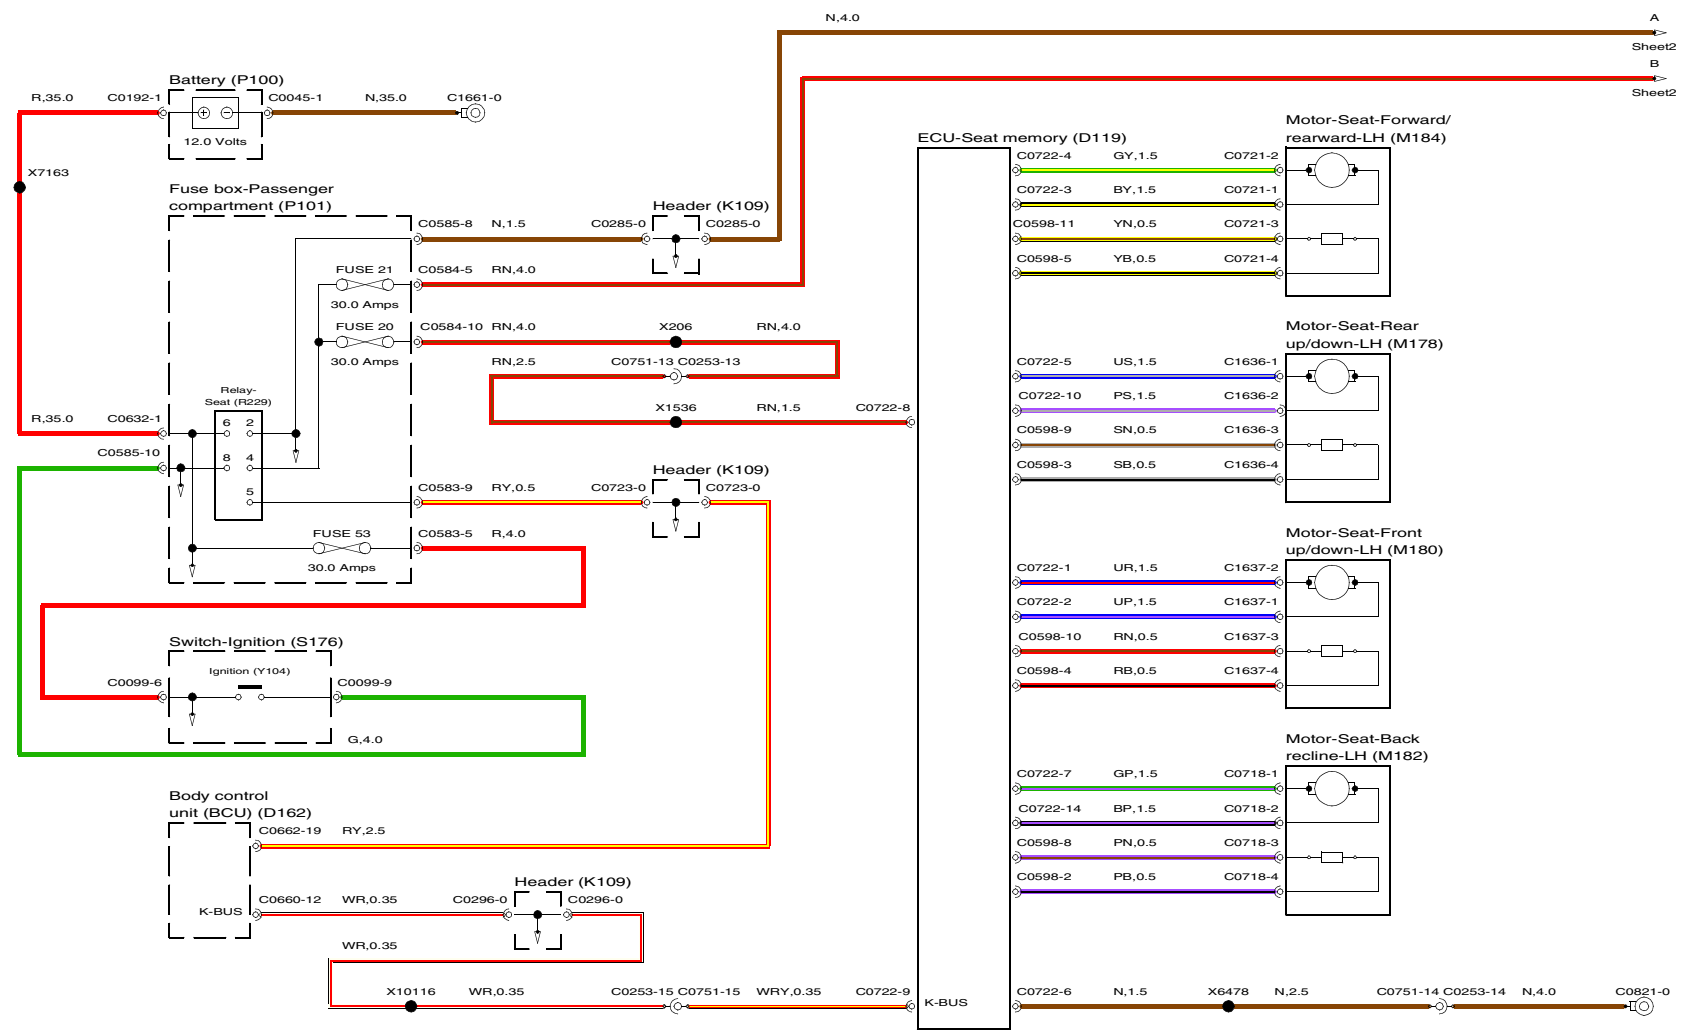 N,4.0
A
Sheet2
B
Sheet2
Battery (P100)
R,35.0
C0192-1
C0045-1
N,35.0
C1661-0
12.0 Volts
X7163
Fuse box-Passenger
compartment (P101)
C0585-8
N,1.5
C0285-0
Header (K109)
C0285-0
FUSE 21
C0584-5
RN,4.0
30.0 Amps
FUSE 20
C0584-10
RN,4.0
X206
RN,4.0
30.0 Amps
RN,2.5
C0751-13
C0253-13
Relay-
Seat (R229)
X1536
RN,1.5
C0722-8
R,35.0
C0632-1
6
2
C0585-10
8
4
5
C0583-9
RY,0.5
C0723-0
Header (K109)
C0723-0
FUSE 53
C0583-5
R,4.0
30.0 Amps
Switch-Ignition (S176)
Ignition (Y104)
C0099-6
C0099-9
G,4.0
Body control
unit (BCU) (D162)
C0662-19
RY,2.5
K-BUS
C0660-12
WR,0.35
C0296-0
Header (K109)
C0296-0
WR,0.35
X10116
WR,0.35
C0253-15
C0751-15
WRY,0.35
C0722-9
K-BUS
ECU-Seat memory (D119)
Motor-Seat-Forward/
rearward-LH (M184)
C0722-4
GY,1.5
C0721-2
C0722-3
BY,1.5
C0721-1
C0598-11
YN,0.5
C0721-3
C0598-5
YB,0.5
C0721-4
Motor-Seat-Rear
up/down-LH (M178)
C0722-5
US,1.5
C1636-1
C0722-10
PS,1.5
C1636-2
C0598-9
SN,0.5
C1636-3
C0598-3
SB,0.5
C1636-4
Motor-Seat-Front
up/down-LH (M180)
C0722-1
UR,1.5
C1637-2
C0722-2
UP,1.5
C1637-1
C0598-10
RN,0.5
C1637-3
C0598-4
RB,0.5
C1637-4
Motor-Seat-Back
recline-LH (M182)
C0722-7
GP,1.5
C0718-1
C0722-14
BP,1.5
C0718-2
C0598-8
PN,0.5
C0718-3
C0598-2
PB,0.5
C0718-4
C0722-6
N,1.5
X6478
N,2.5
C0751-14
C0253-14
N,4.0
C0821-0